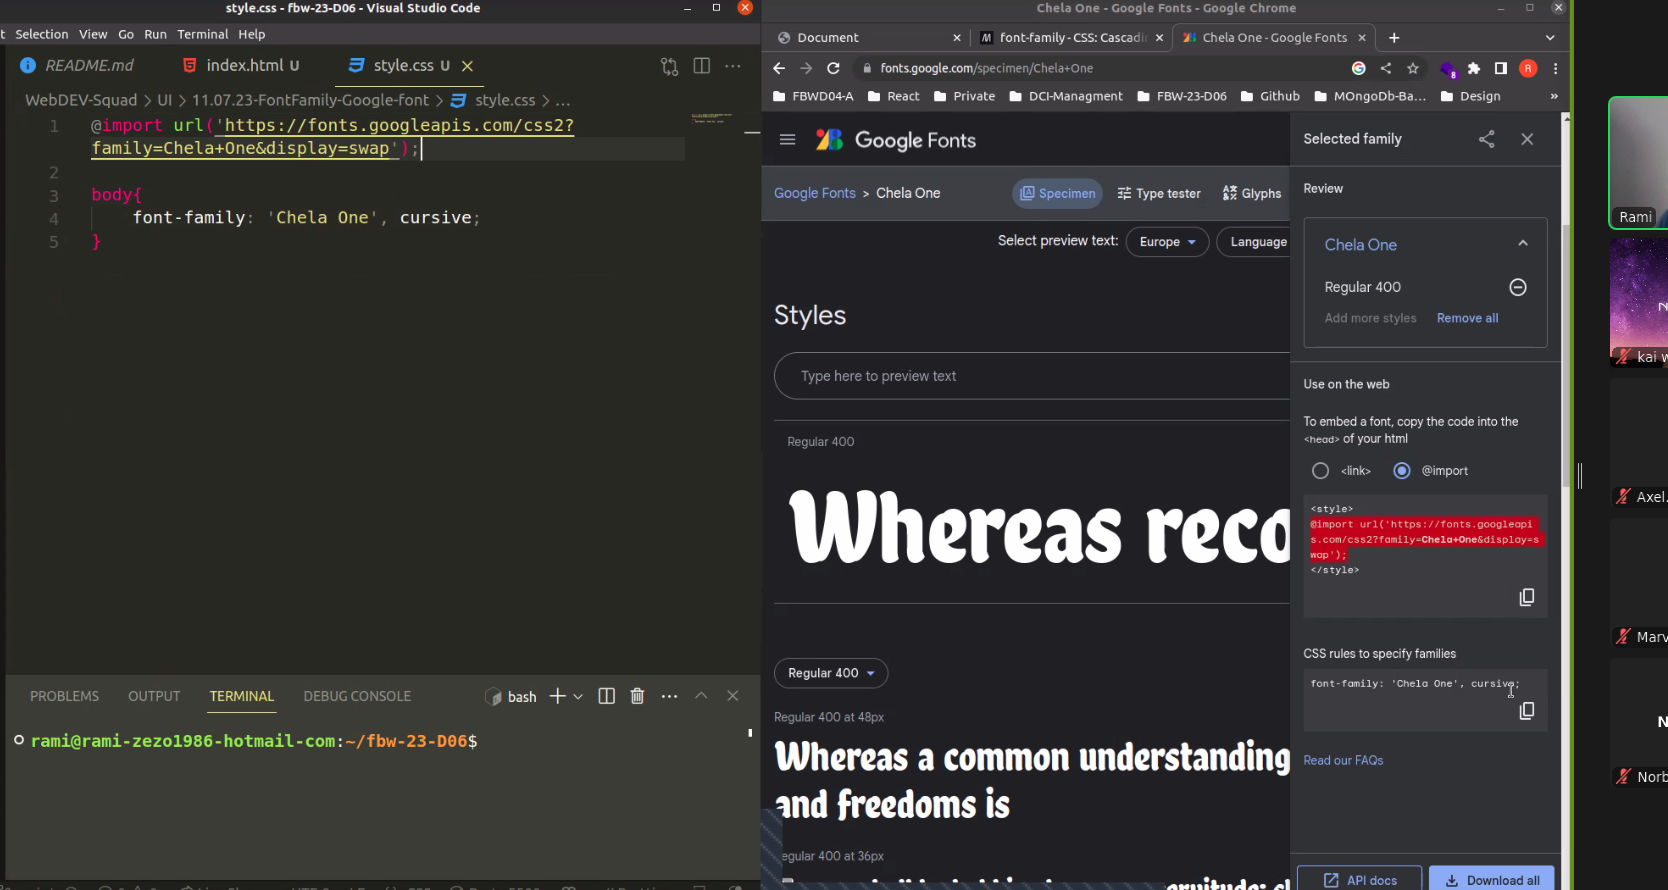 style.css - fbw-23-D06 - Visual Studio Code
t Selection View Go Run Terminal Help
README.md
index.html U
style.css U
WebDEV-Squad > UI > 11.07.23-FontFamily-Google-font > style.css > ...
1 @import url('https://fonts.googleapis.com/css2?
family=Chela+One&display=swap');
2
3 body{
4 font-family: 'Chela One', cursive;
5 }
PROBLEMS OUTPUT TERMINAL DEBUG CONSOLE
bash
rami@rami-zezo1986-hotmail-com:~/fbw-23-D06$
Chela One - Google Fonts - Google Chrome
Document
font-family - CSS: Cascadi
Chela One - Google Fonts
fonts.google.com/specimen/Chela+One
8
R
FBWD04-A React Private DCI-Managment FBW-23-D06 Github MOngoDb-Ba... Design »
Google Fonts
Google Fonts > Chela One
Specimen
Type tester
Glyphs
Select preview text:
Europe
Language
Styles
Type here to preview text
Regular 400
Whereas reco
Regular 400
Regular 400 at 48px
Whereas a common understanding
and freedoms is
egular 400 at 36px
Selected family
Review
Chela One
Regular 400
Add more styles Remove all
Use on the web
To embed a font, copy the code into the
<head> of your html
<link>
@import
<style>
@import url('https://fonts.googleapi
s.com/css2?family=Chela+One&display=s
wap');
</style>
CSS rules to specify families
font-family: 'Chela One', cursive;
Read our FAQs
API docs
Download all
Rami
N
kai w
Axel.
Marv
N
Norb